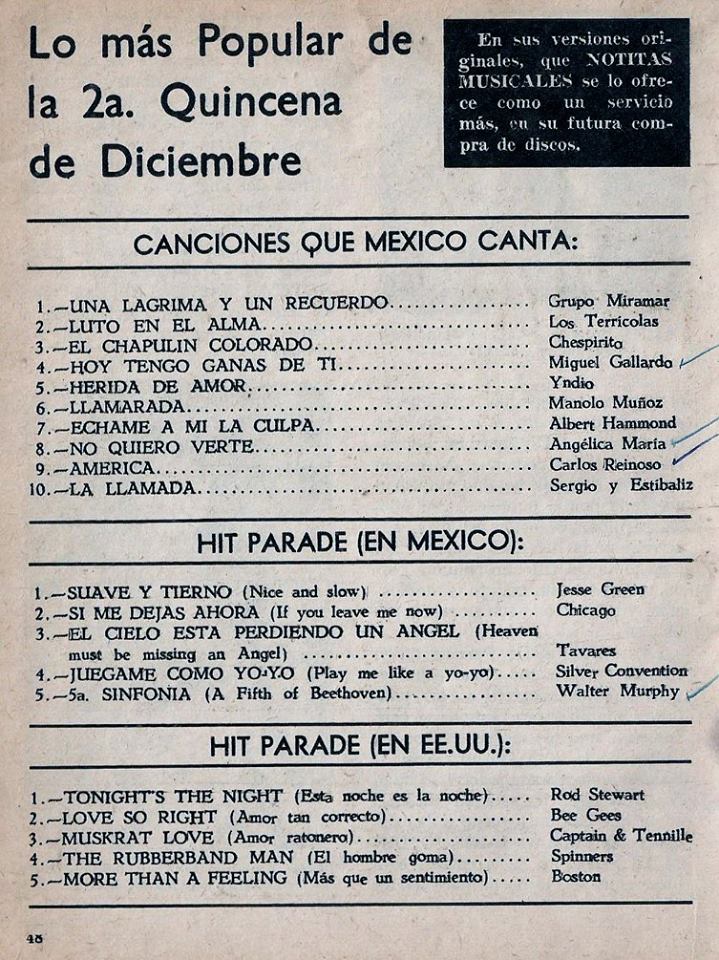 Lo más Popular de
la 2a. Quincena
de Diciembre
En sus versiones ori-
ginales, que NOTITAS
MUSICALES se lo ofre-
ce como un servicio
más, en su futura com-
pra de discos.
CANCIONES QUE MEXICO CANTA:
1.—UNA LAGRIMA Y UN RECUERDO.................. Grupo Miramar
2.—LUTO EN EL ALMA.................................. Los Terrícolas
3.—EL CHAPULIN COLORADO........................... Chespirito
4.—HOY TENGO GANAS DE TI......................... Miguel Gallardo
5.—HERIDA DE AMOR................................... Yndio
6.—LLAMARADA.......................................... Manolo Muñoz
7.—ECHAME A MI LA CULPA........................... Albert Hammond
8.—NO QUIERO VERTE.................................. Angélica María
9.—AMERICA............................................. Carlos Reinoso
10.—LA LLAMADA........................................ Sergio y Estíbaliz
HIT PARADE (EN MEXICO):
1.—SUAVE Y TIERNO (Nice and slow) .................. Jesse Green
2.—SI ME DEJAS AHORA (If you leave me now) .......... Chicago
3.—EL CIELO ESTA PERDIENDO UN ANGEL (Heaven
must be missing an Angel) ........................ Tavares
4.—JUEGAME COMO YO-YO (Play me like a yo-yo)..... Silver Convention
5.—5a. SINFONIA (A Fifth of Beethoven)................ Walter Murphy
HIT PARADE (EN EE.UU.):
1.—TONIGHT'S THE NIGHT (Esta noche es la noche)..... Rod Stewart
2.—LOVE SO RIGHT (Amor tan correcto)................. Bee Gees
3.—MUSKRAT LOVE (Amor ratonero)..................... Captain & Tennille
4.—THE RUBBERBAND MAN (El hombre goma)......... Spinners
5.—MORE THAN A FEELING (Más que un sentimiento)..... Boston
48